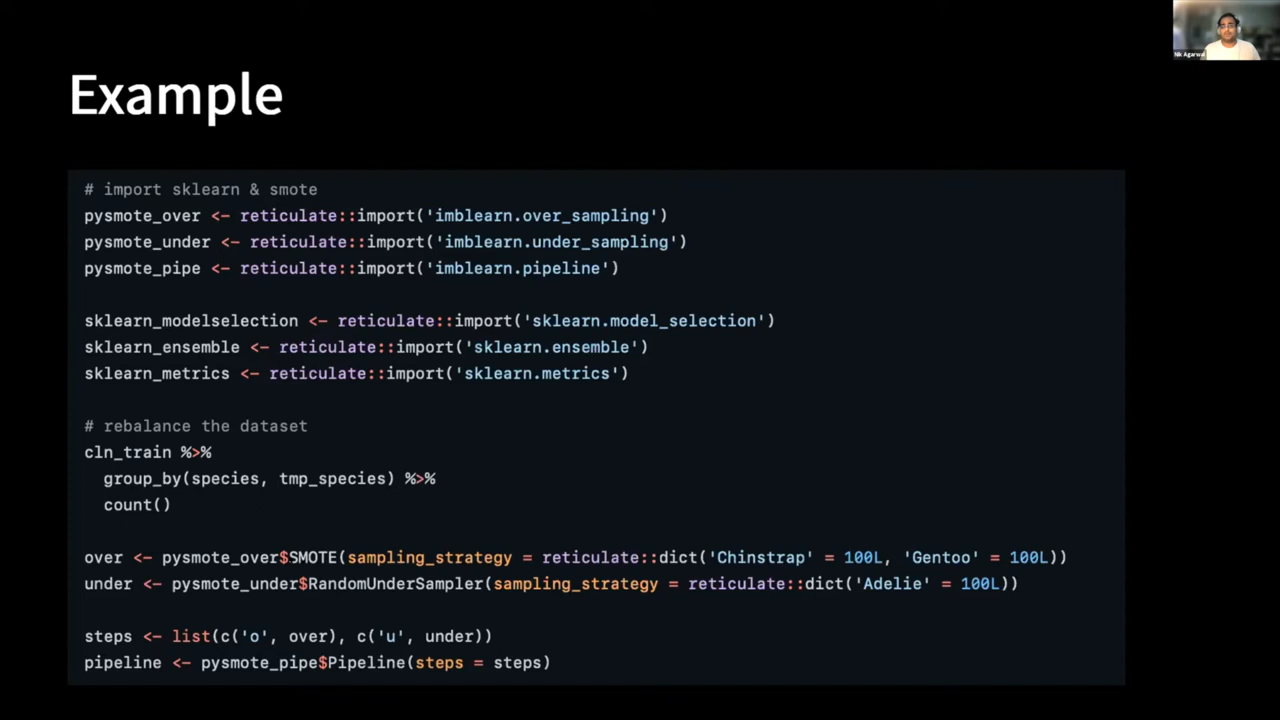 Nik Agarwal
Example
# import sklearn & smote
pysmote_over <- reticulate::import('imblearn.over_sampling')
pysmote_under <- reticulate::import('imblearn.under_sampling')
pysmote_pipe <- reticulate::import('imblearn.pipeline')
sklearn_modelselection <- reticulate::import('sklearn.model_selection')
sklearn_ensemble <- reticulate::import('sklearn.ensemble')
sklearn_metrics <- reticulate::import('sklearn.metrics')
# rebalance the dataset
cln_train %>%
group_by(species, tmp_species) %>%
count()
over <- pysmote_over$SMOTE(sampling_strategy = reticulate::dict('Chinstrap' = 100L, 'Gentoo' = 100L))
under <- pysmote_under$RandomUnderSampler(sampling_strategy = reticulate::dict('Adelie' = 100L))
steps <- list(c('o', over), c('u', under))
pipeline <- pysmote_pipe$Pipeline(steps = steps)